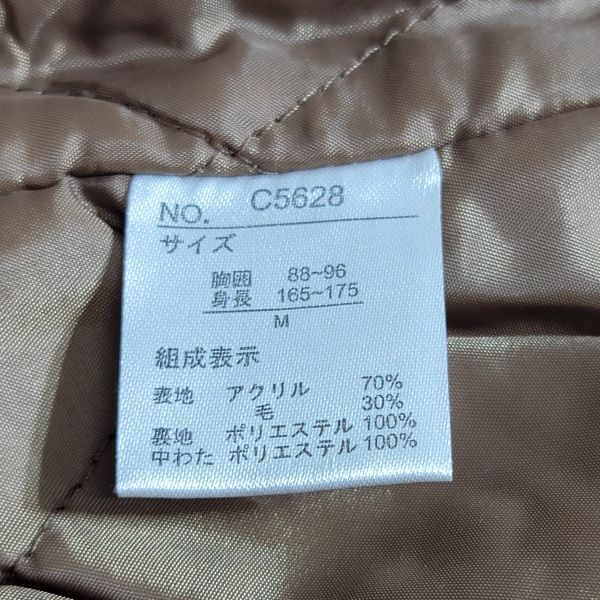 NO. C5628
サイズ
胸囲 88~96
身長 165~175
M
組成表示
表地 アクリル 70%
毛 30%
裏地 ポリエステル 100%
中わた ポリエステル 100%